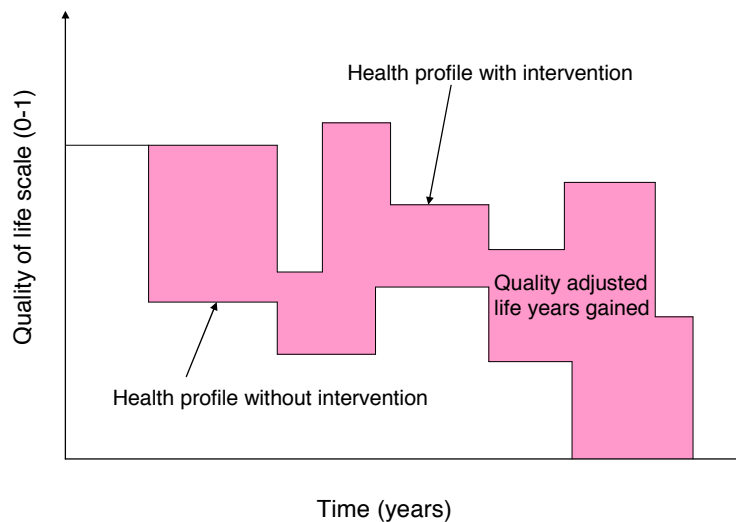 Health profile with intervention
Quality of life scale (0-1)
Quality adjusted
life years gained
Health profile without intervention
Time (years)